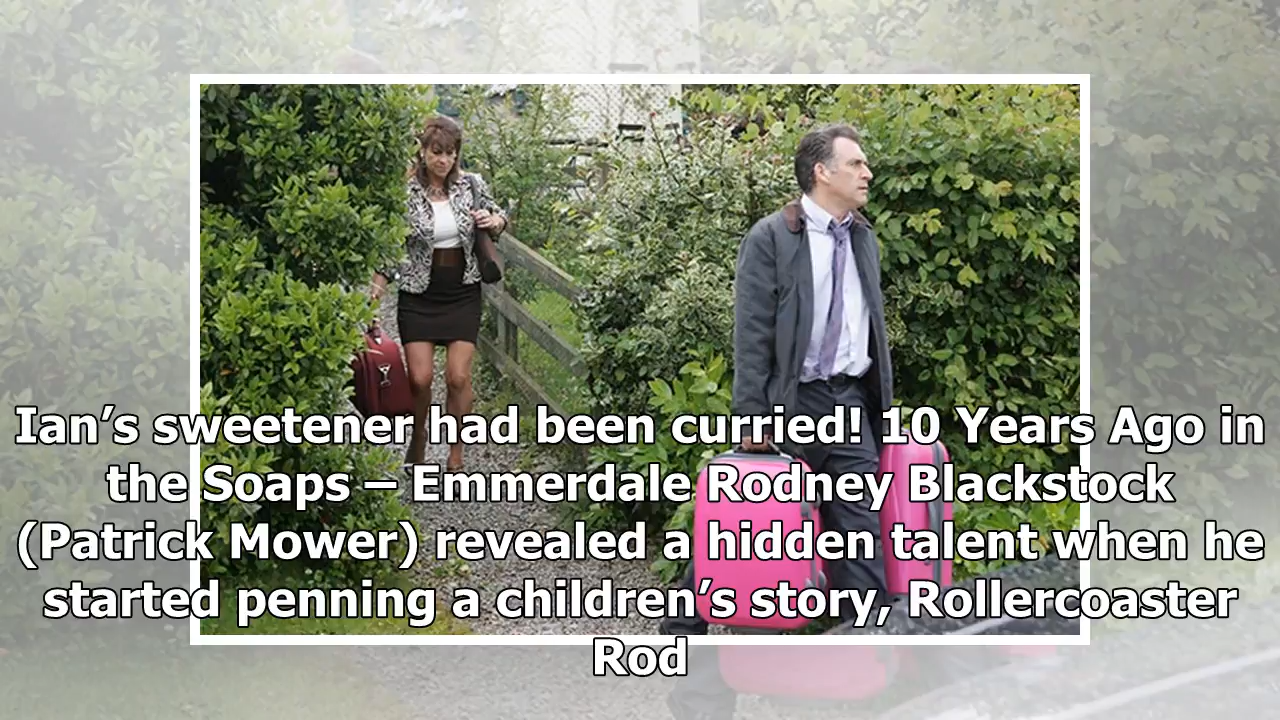 Ian’s sweetener had been curried! 10 Years Ago in
the Soaps – Emmerdale Rodney Blackstock
(Patrick Mower) revealed a hidden talent when he
started penning a children’s story, Rollercoaster
Rod